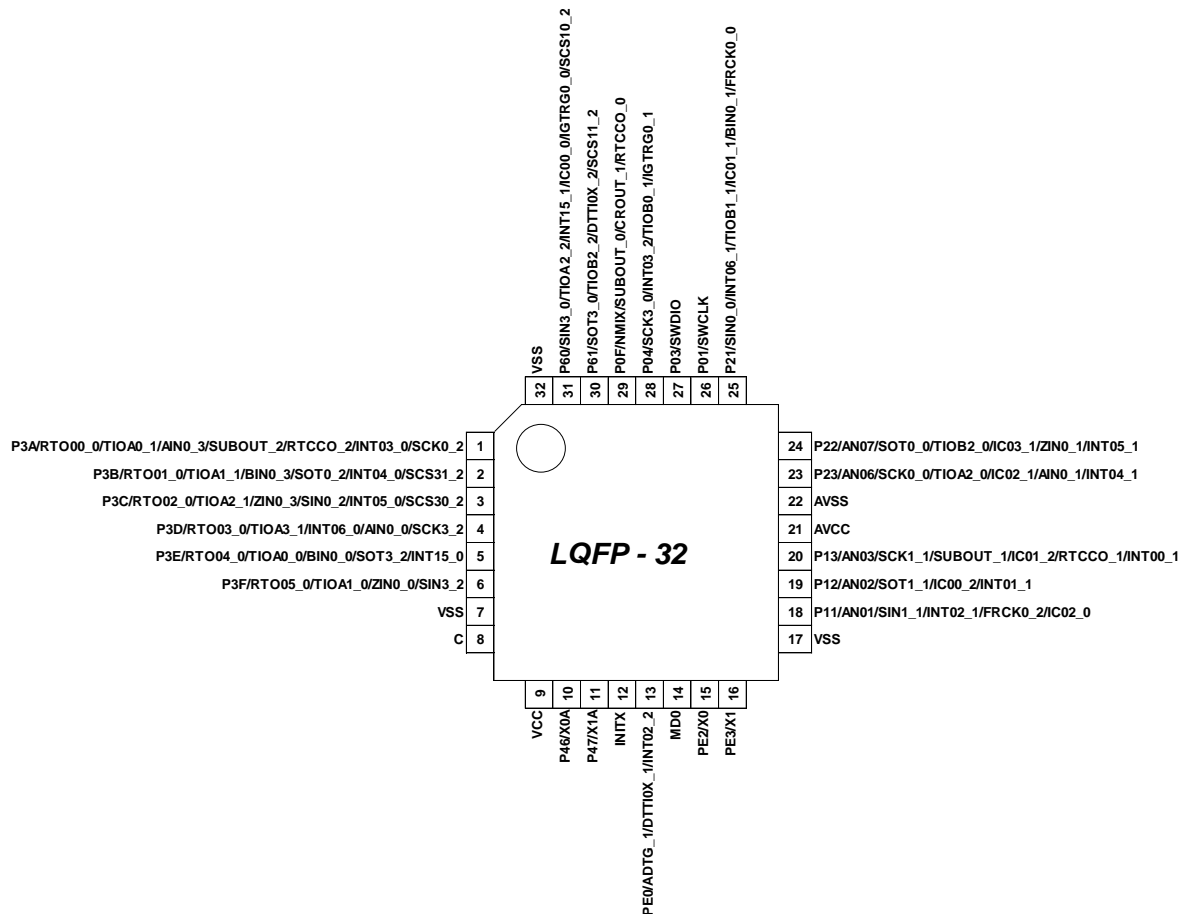 P60/SIN3_0/TIOA2_2/INT15_1/IC00_0/IGTRG0_0/SCS10_2
P61/SOT3_0/TIOB2_2/DTTI0X_2/SCS11_2
P0F/NMIX/SUBOUT_0/CROUT_1/RTCCO_0
P04/SCK3_0/INT03_2/TIOB0_1/IGTRG0_1
P21/SIN0_0/INT06_1/TIOB1_1/IC01_1/BIN0_1/FRCK0_0
VSS
P03/SWDIO
P01/SWCLK
32 31 30 29 28 27 26 25
P3A/RTO00_0/TIOA0_1/AIN0_3/SUBOUT_2/RTCCO_2/INT03_0/SCK0_2 1
24 P22/AN07/SOT0_0/TIOB2_0/IC03_1/ZIN0_1/INT05_1
P3B/RTO01_0/TIOA1_1/BIN0_3/SOT0_2/INT04_0/SCS31_2 2
23 P23/AN06/SCK0_0/TIOA2_0/IC02_1/AIN0_1/INT04_1
P3C/RTO02_0/TIOA2_1/ZIN0_3/SIN0_2/INT05_0/SCS30_2 3
22 AVSS
P3D/RTO03_0/TIOA3_1/INT06_0/AIN0_0/SCK3_2 4
21 AVCC
P3E/RTO04_0/TIOA0_0/BIN0_0/SOT3_2/INT15_0 5
LQFP - 32
20 P13/AN03/SCK1_1/SUBOUT_1/IC01_2/RTCCO_1/INT00_1
P3F/RTO05_0/TIOA1_0/ZIN0_0/SIN3_2 6
19 P12/AN02/SOT1_1/IC00_2/INT01_1
VSS 7
18 P11/AN01/SIN1_1/INT02_1/FRCK0_2/IC02_0
C 8
17 VSS
9 10 11 12 13 14 15 16
VCC
P46/X0A
P47/X1A
INITX
PE0/ADTG_1/DTTI0X_1/INT02_2
MD0
PE2/X0
PE3/X1